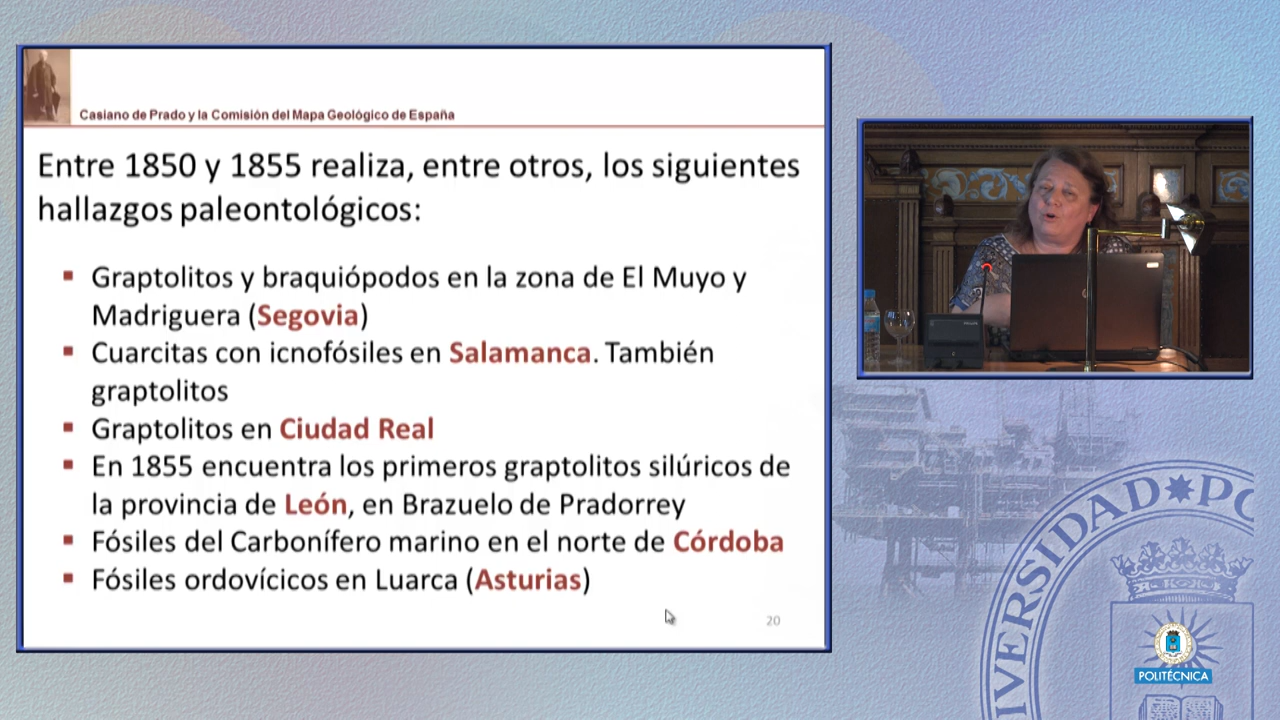 Casiano de Prado y la Comisión del Mapa Geológico de España
Entre 1850 y 1855 realiza, entre otros, los siguientes
hallazgos paleontológicos:
▪ Graptolitos y braquiópodos en la zona de El Muyo y
Madriguera (Segovia)
▪ Cuarcitas con icnofósiles en Salamanca. También
graptolitos
▪ Graptolitos en Ciudad Real
▪ En 1855 encuentra los primeros graptolitos silúricos de
la provincia de León, en Brazuelo de Pradorrey
▪ Fósiles del Carbonífero marino en el norte de Córdoba
▪ Fósiles ordovícicos en Luarca (Asturias)
20
IVERSIDAD PO
POLITÉCNICA